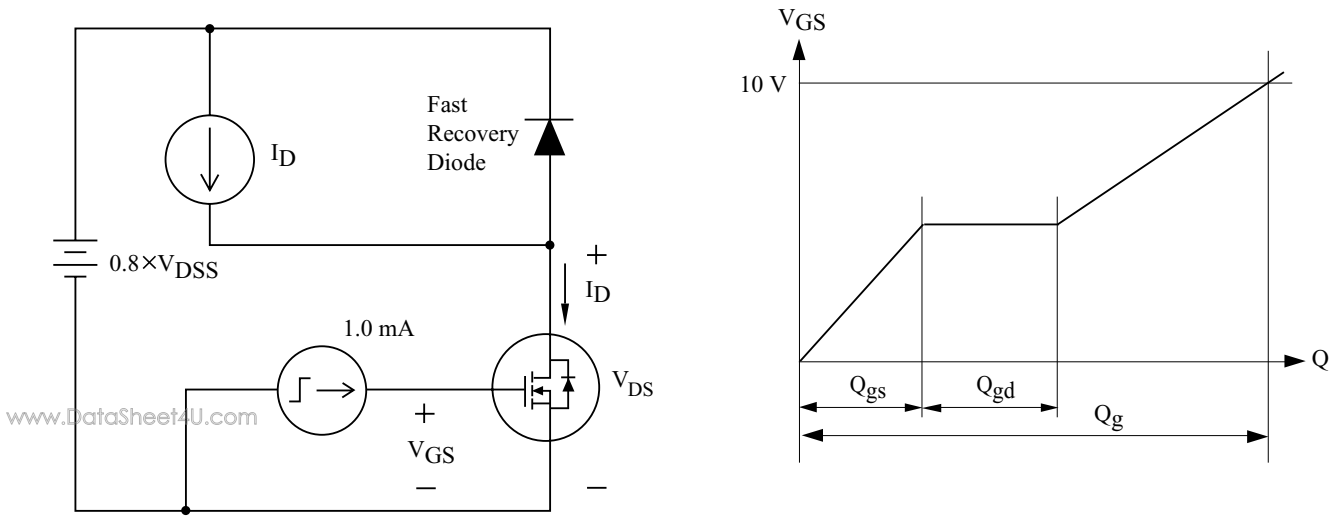 V_GS
10 V
Fast
Recovery
Diode
I_D
0.8×V_DSS
+
I_D
1.0 mA
V_DS
www.DataSheet4U.com
+
V_GS
−
−
Q
Q_gs
Q_gd
Q_g